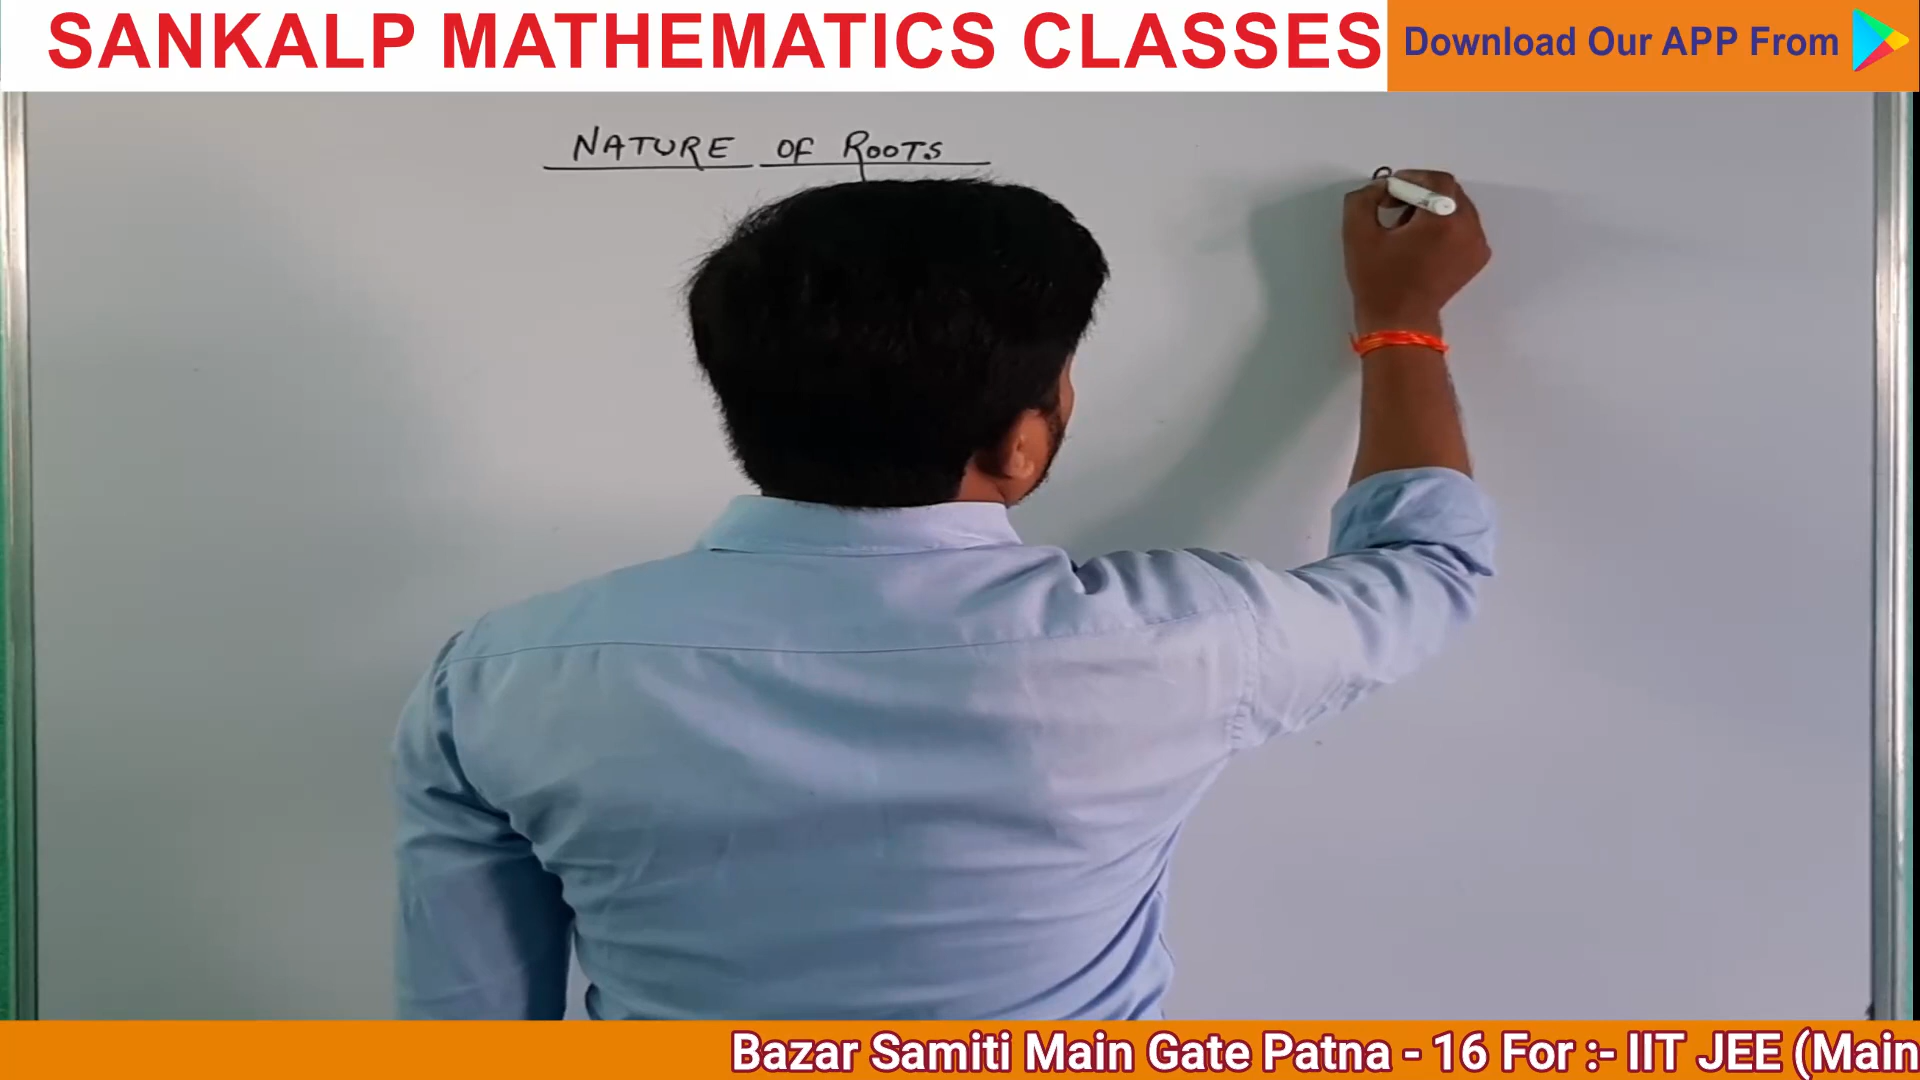 SANKALP MATHEMATICS CLASSES
Download Our APP From
NATURE OF ROOTS
Bazar Samiti Main Gate Patna - 16 For :- IIT JEE (Main